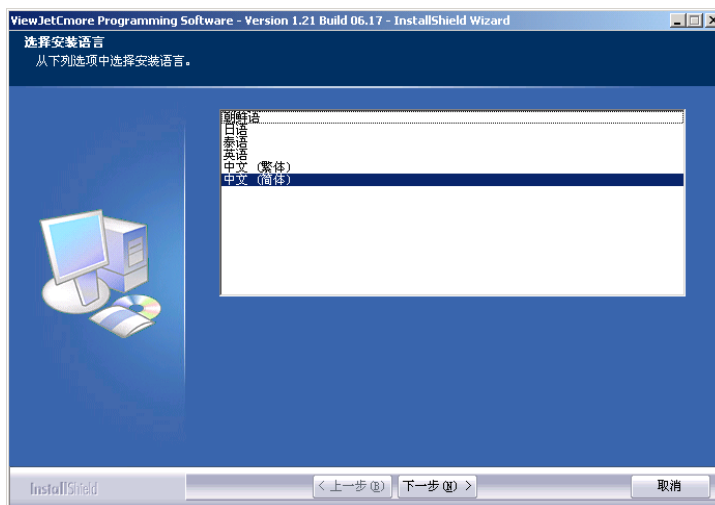 ViewJetCmore Programming Software - Version 1.21 Build 06.17 - InstallShield Wizard
选择安装语言
从下列选项中选择安装语言。
朝鲜语
日语
泰语
英语
中文 (繁体)
中文 (简体)
InstallShield
< 上一步(B)
下一步(N) >
取消